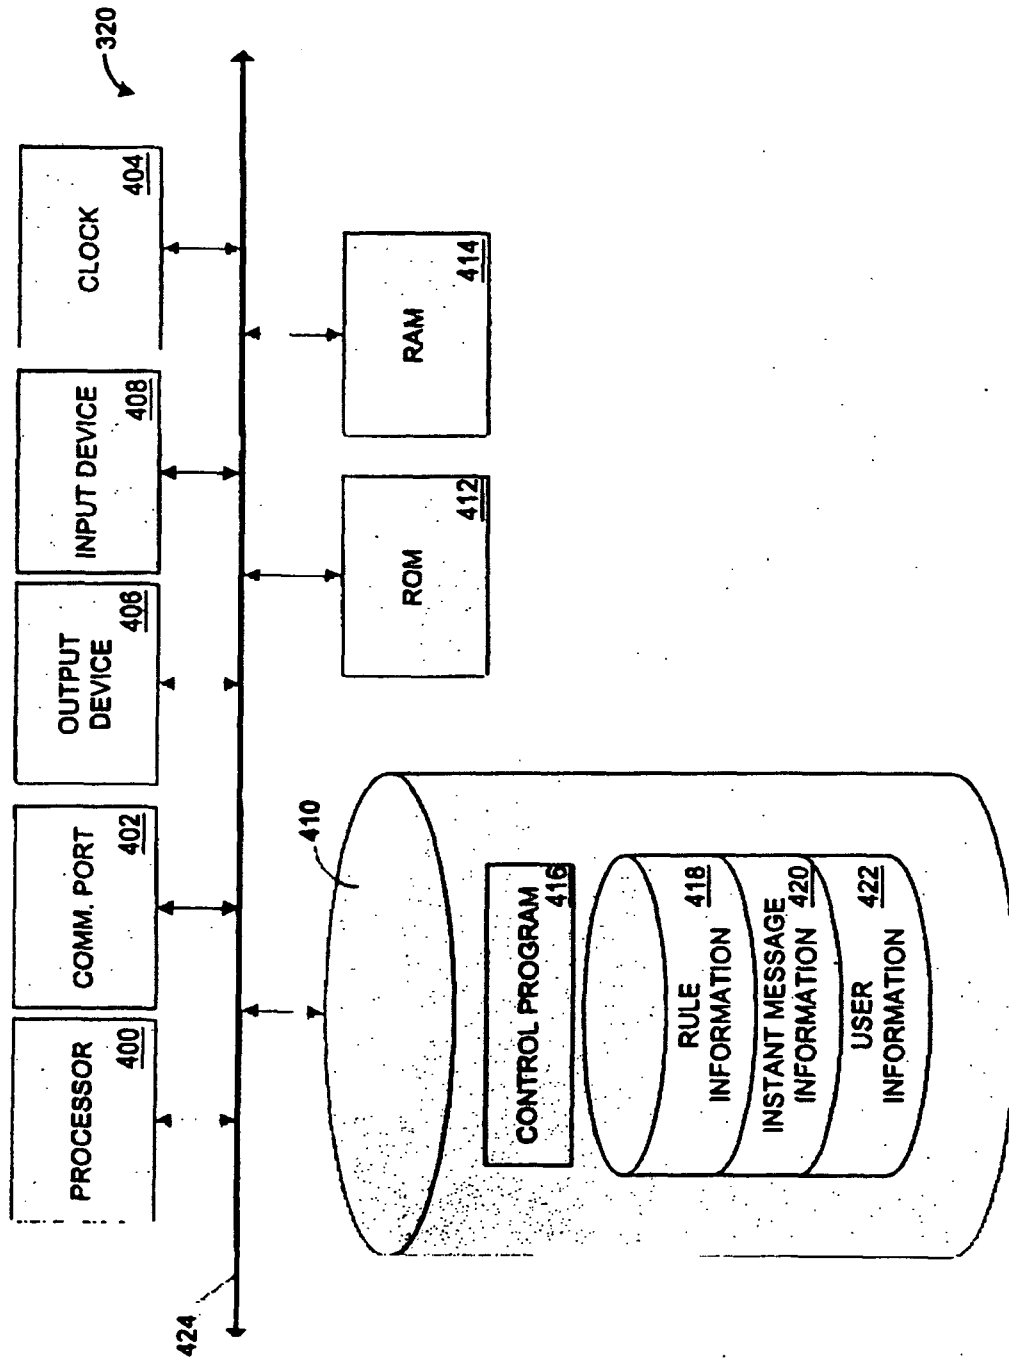 320
PROCESSOR
400
COMM. PORT
402
OUTPUT
DEVICE
406
INPUT DEVICE
408
CLOCK
404
424
410
ROM
412
RAM
414
CONTROL PROGRAM
416
RULE
INFORMATION
418
INSTANT MESSAGE
INFORMATION
420
USER
INFORMATION
422